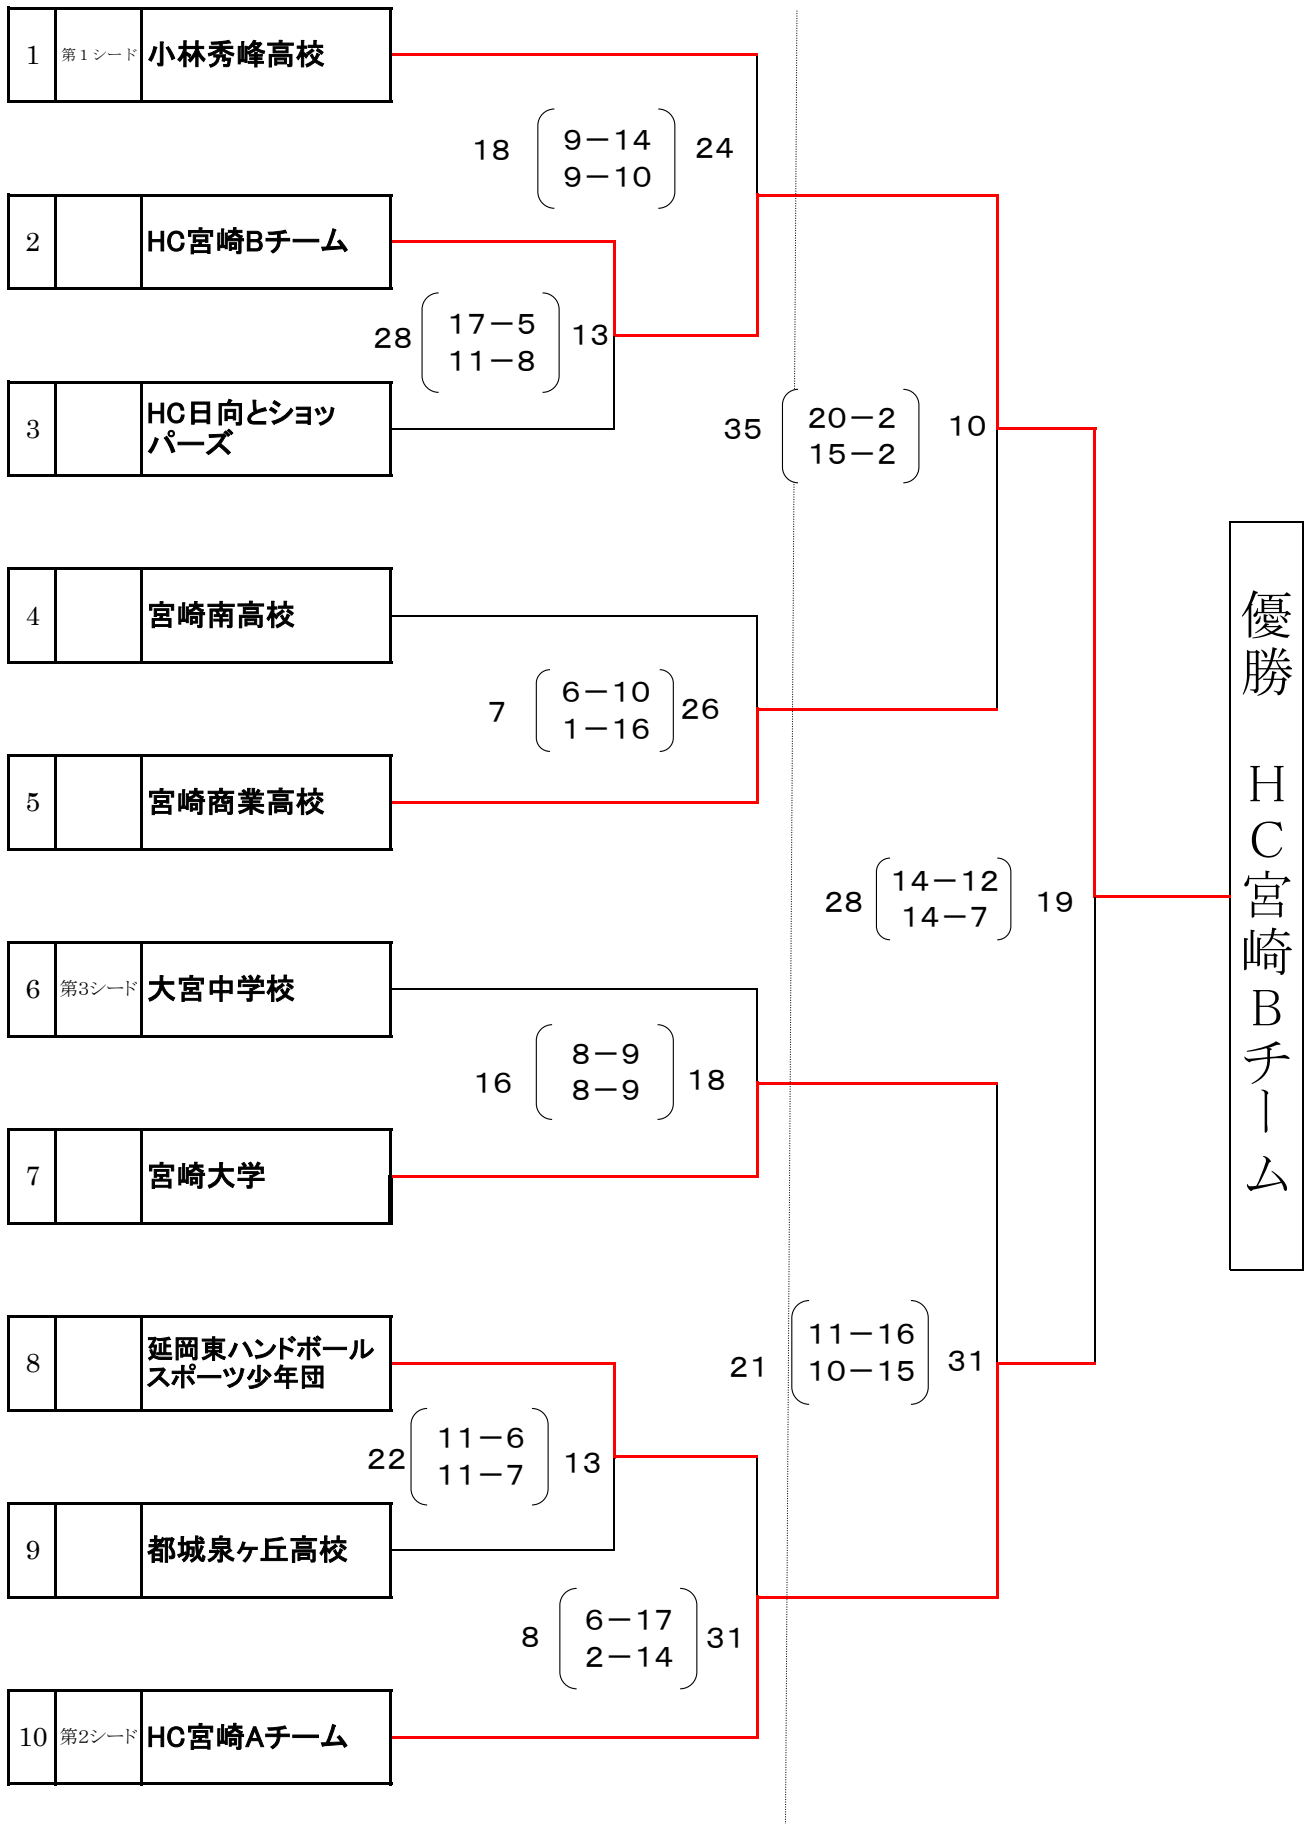 1 第１シード 小林秀峰高校
18 9－14 24
9－10
2 HC宮崎Bチーム
28 17－5 13
11－8
3 HC日向とショッ
パーズ
35 20－2 10
15－2
4 宮崎南高校
7 6－10 26
1－16
5 宮崎商業高校
28 14－12 19
14－7
優勝　ＨＣ宮崎Ｂチーム
6 第3シード 大宮中学校
16 8－9 18
8－9
7 宮崎大学
21 11－16 31
10－15
8 延岡東ハンドボール
スポーツ少年団
22 11－6 13
11－7
9 都城泉ヶ丘高校
8 6－17 31
2－14
10 第2シード HC宮崎Aチーム